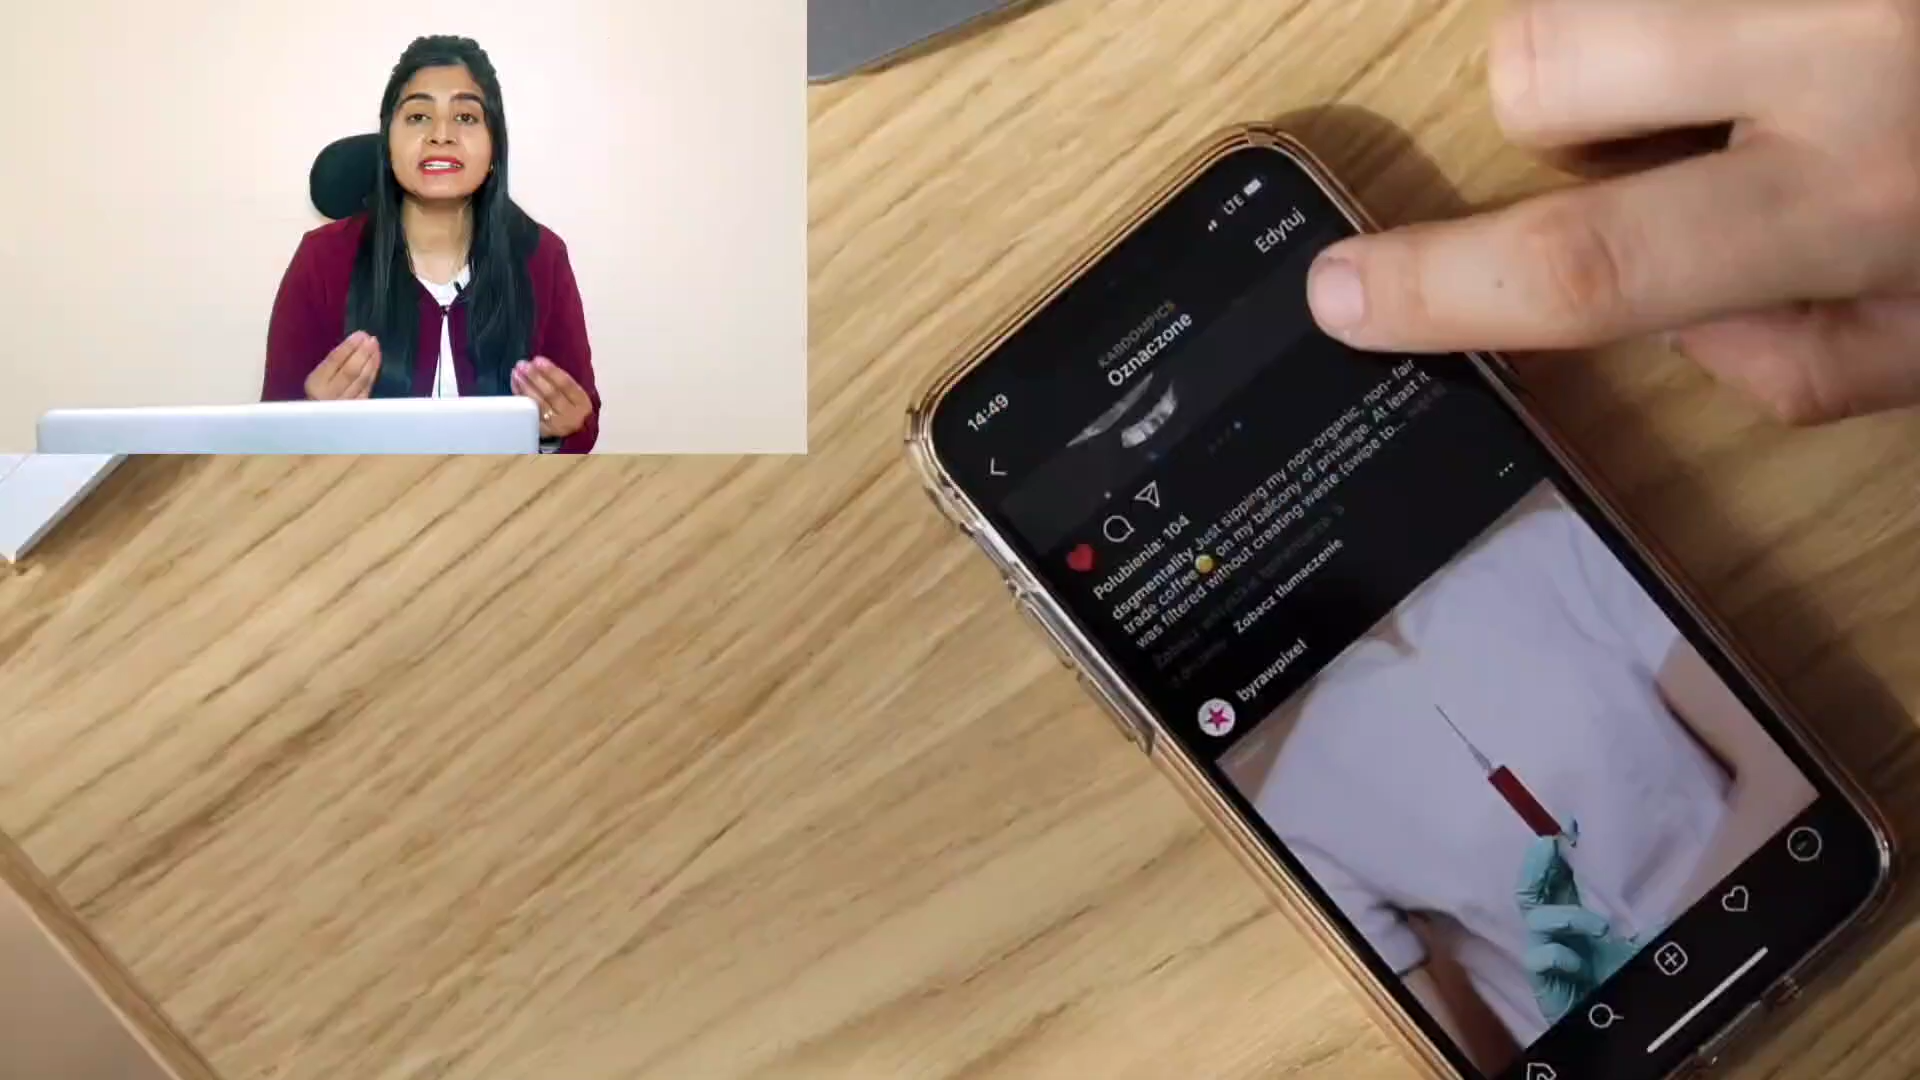 14:49
LTE
KABOOMPICS
Oznaczone
Edytuj
Polubienia: 104
dsgmentality Just sipping my non-organic, non- fair
trade coffee😅 on my balcony of privilege. At least it
was filtered without creating waste (swipe to...
Zobacz tłumaczenie
byrawpixel